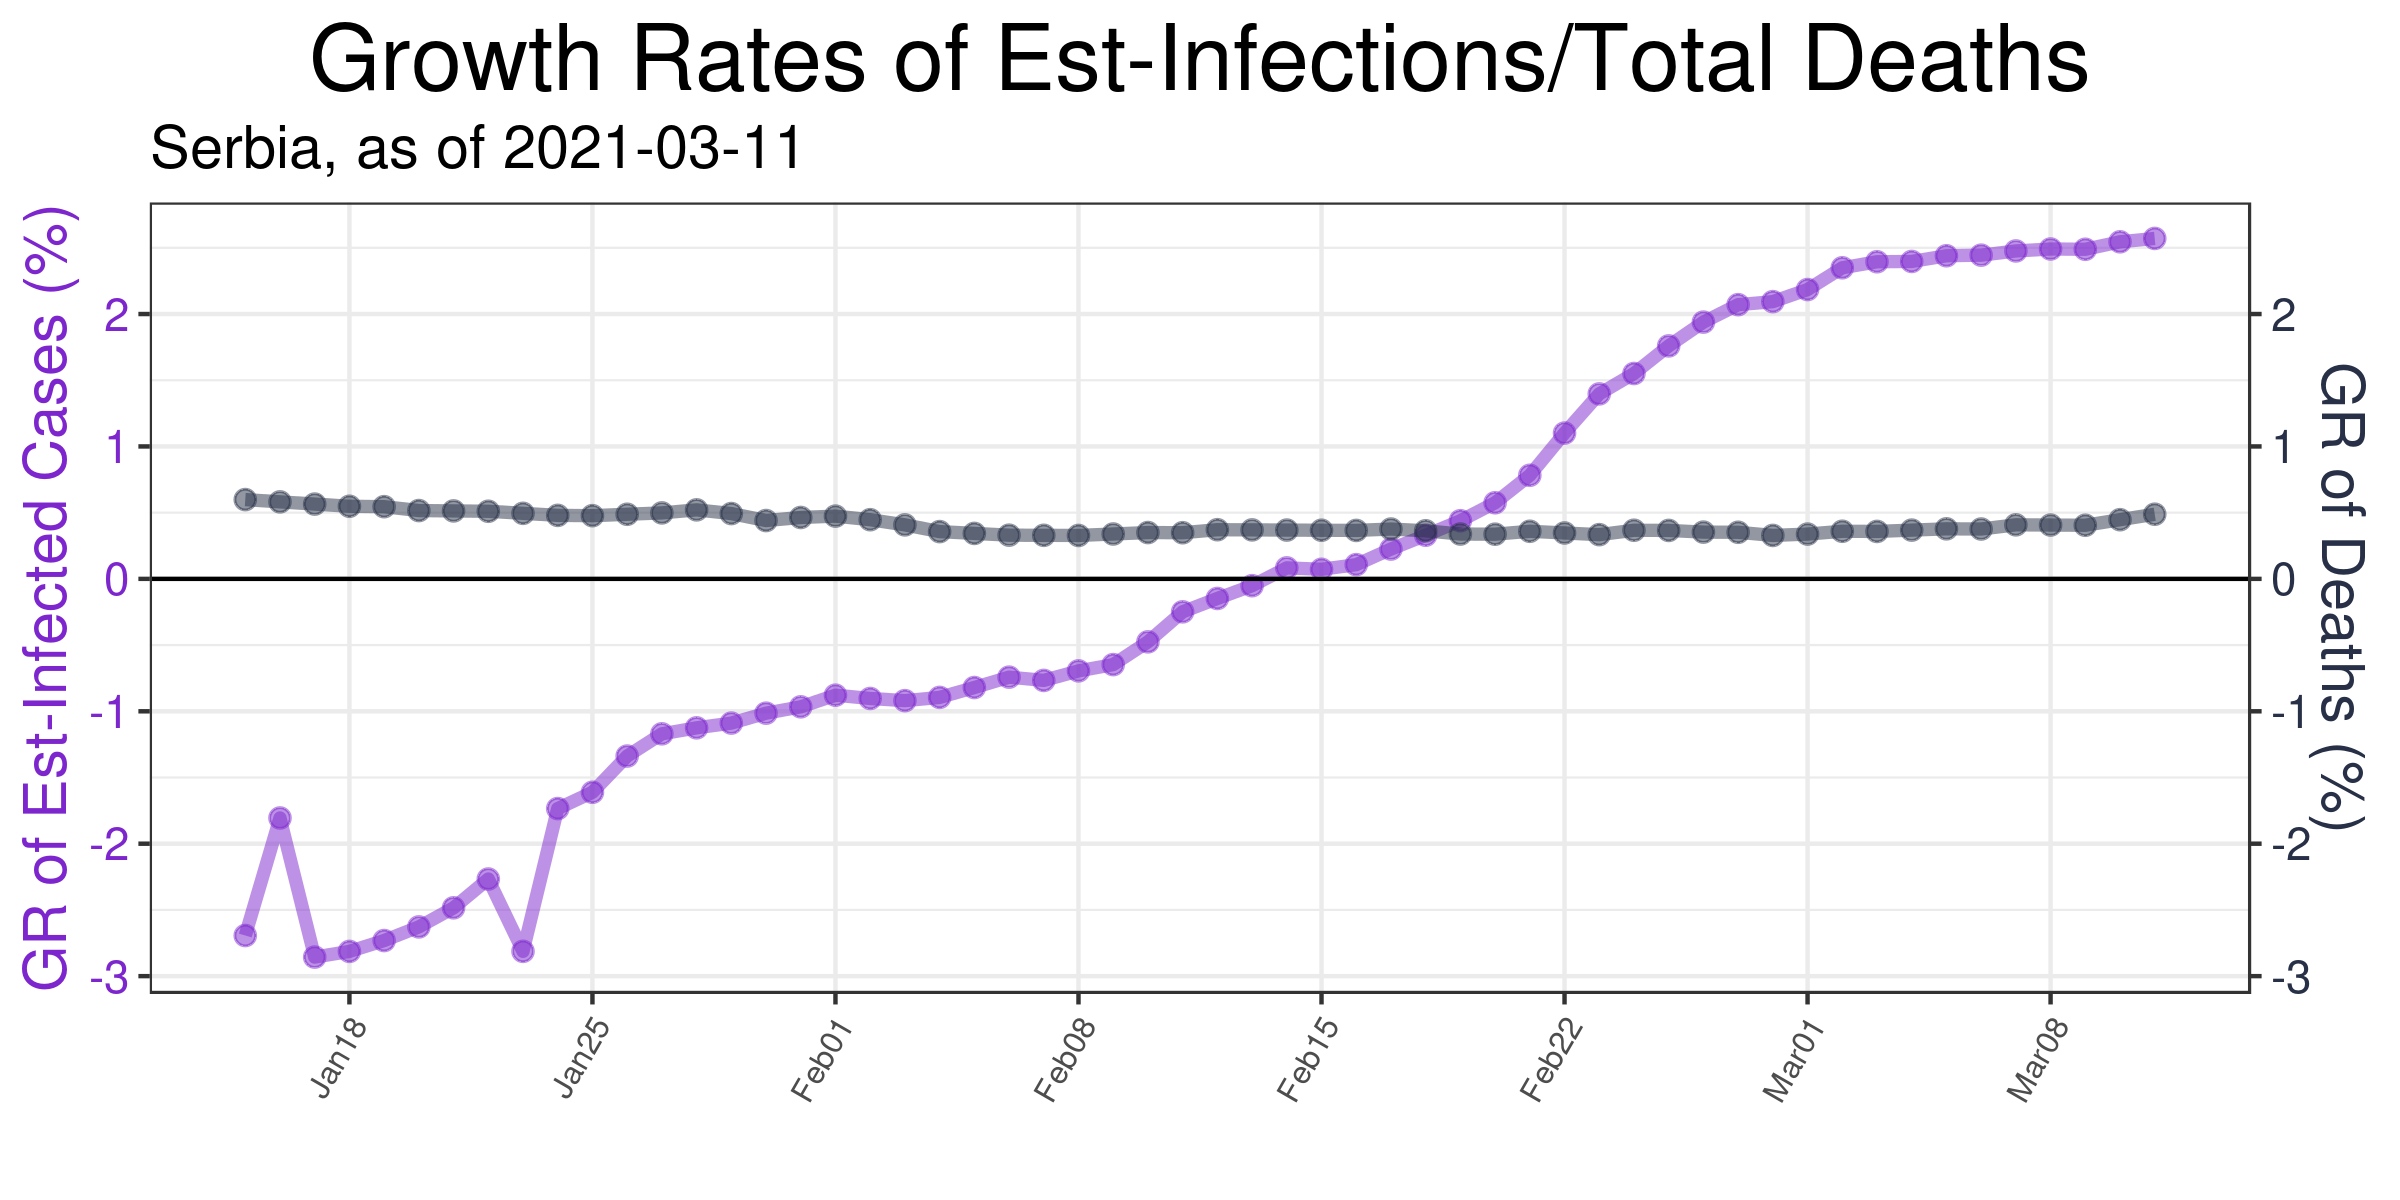 Growth Rates of Est-Infections/Total Deaths
Serbia, as of 2021-03-11
GR of Est-Infected Cases (%)
2
1
0
-1
-2
-3
2
1
0
-1
-2
-3
GR of Deaths (%)
Jan18
Jan25
Feb01
Feb08
Feb15
Feb22
Mar01
Mar08